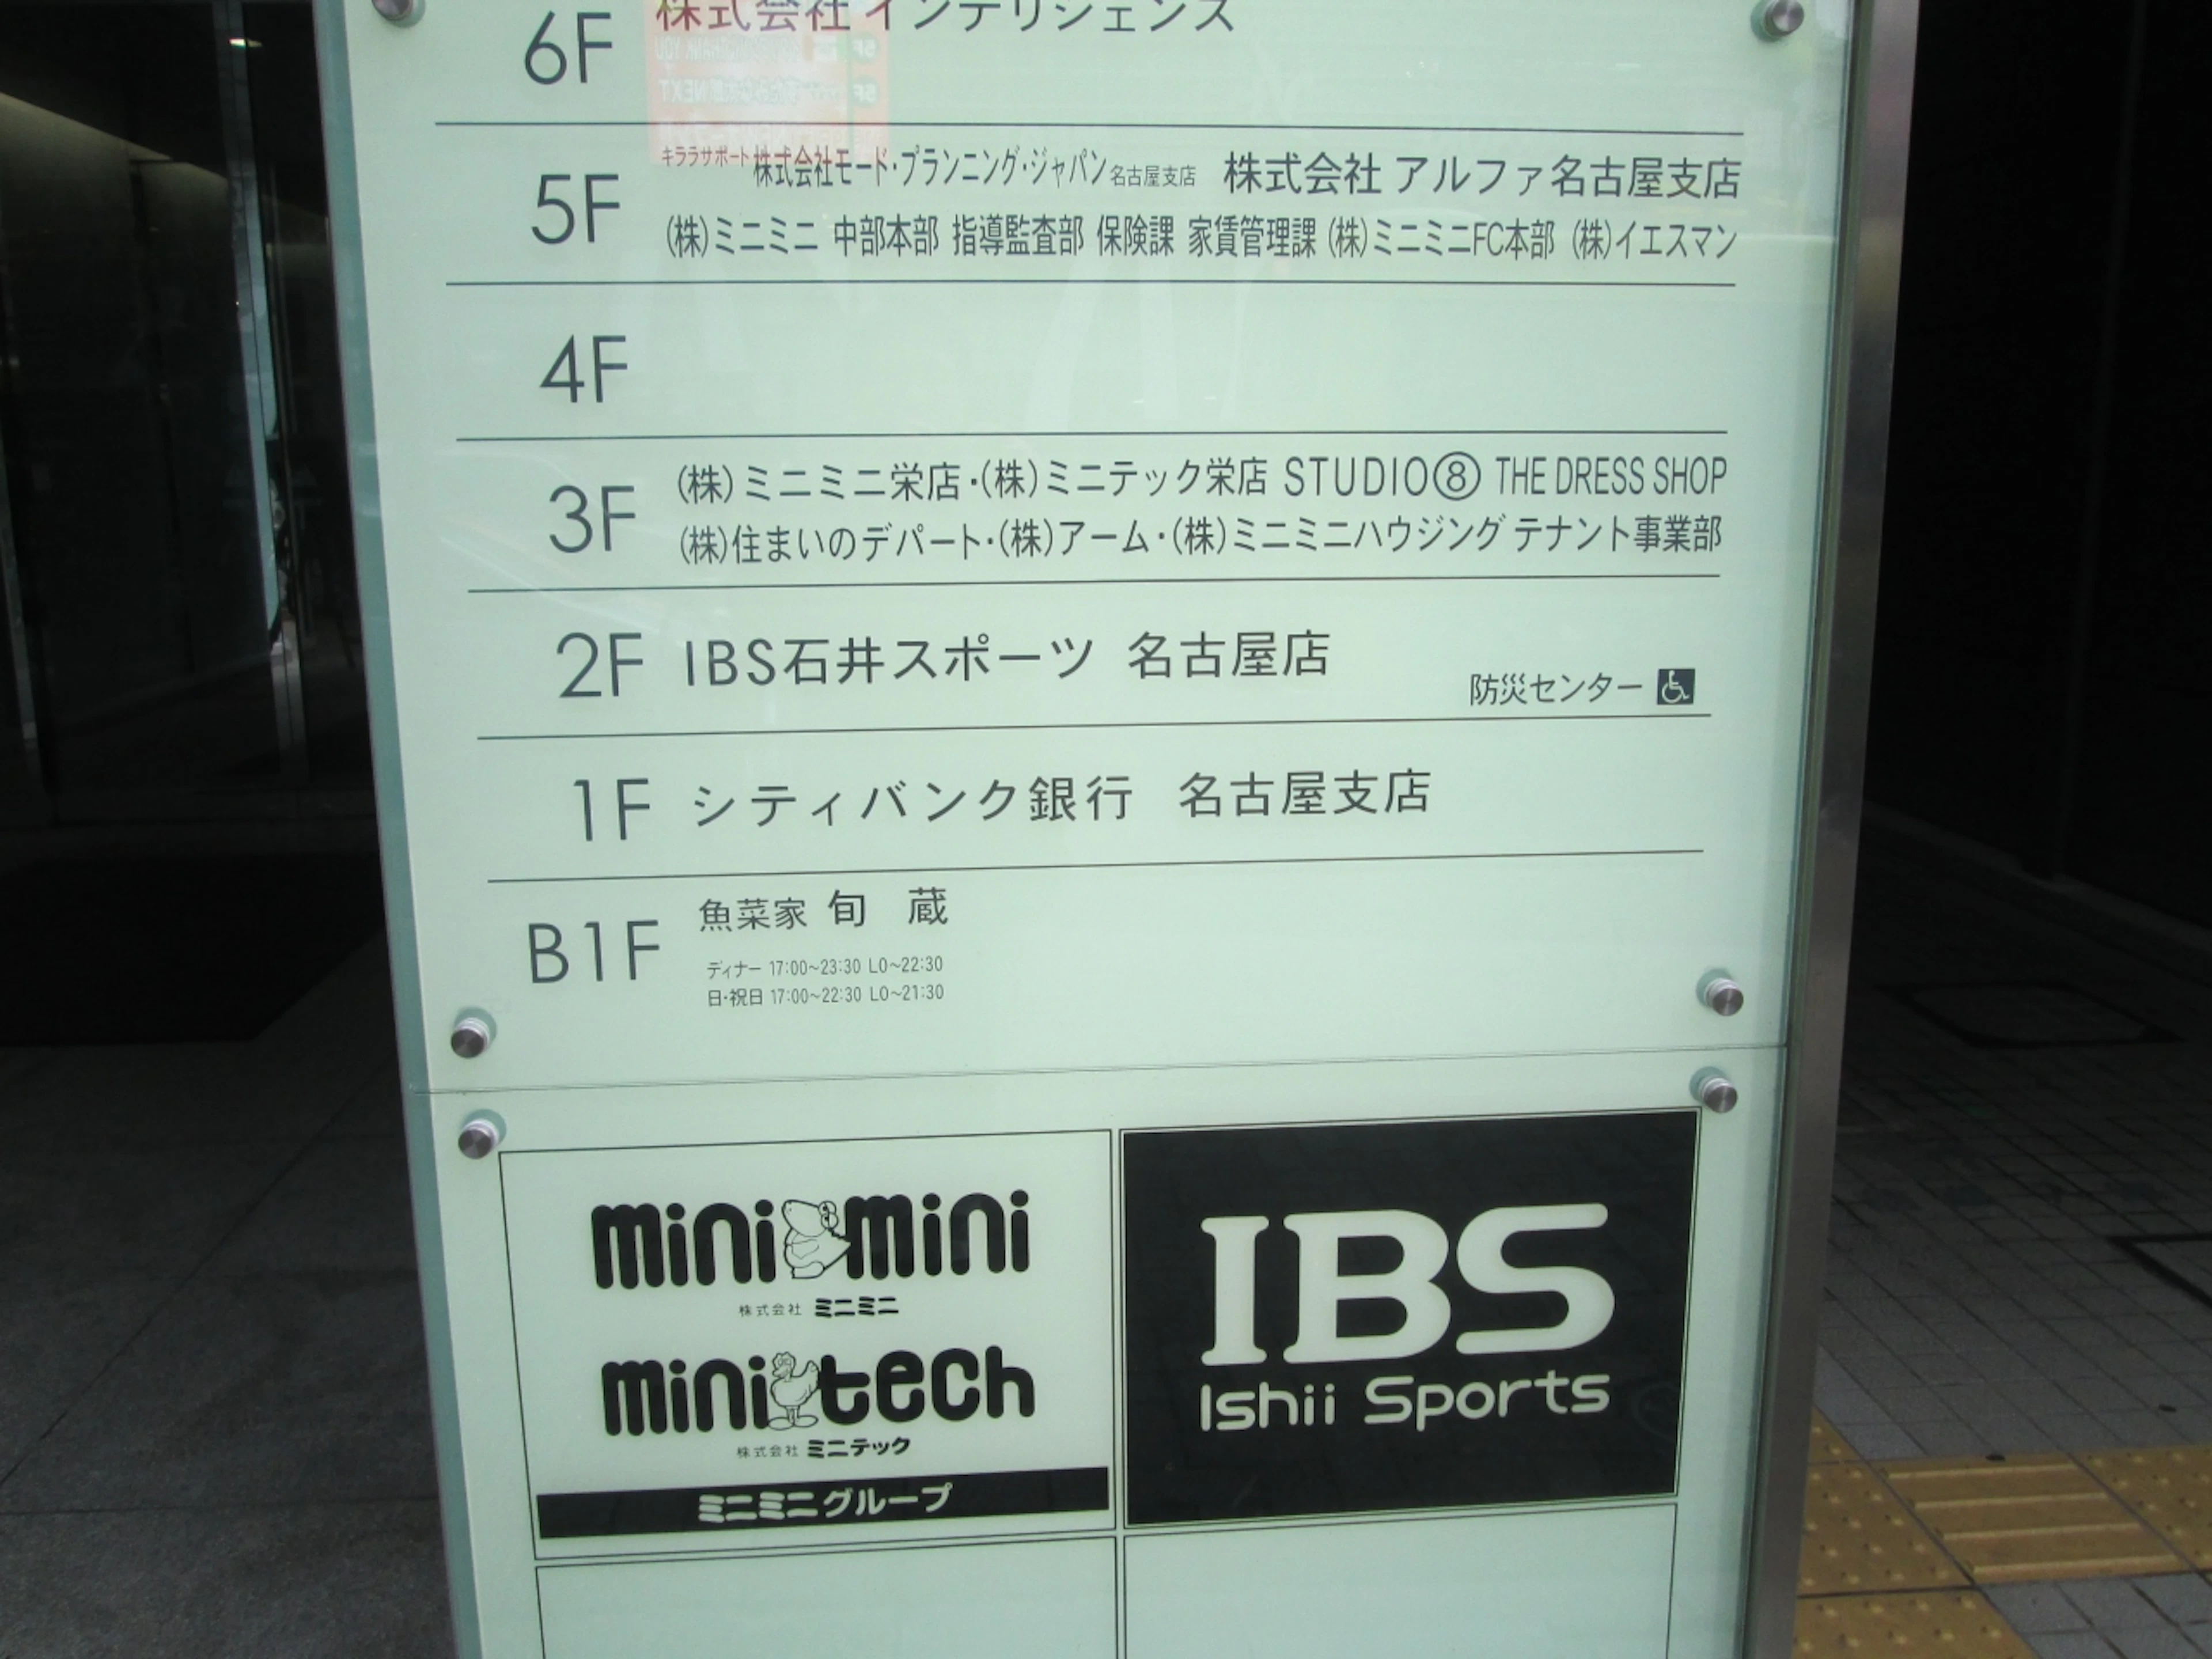 6F 株式会社インテリジェンス
5F キララサポート 株式会社モード・プランニング・ジャパン 名古屋支店 株式会社 アルファ名古屋支店
(株)ミニミニ 中部本部 指導監査部 保険課 家賃管理課 (株)ミニミニFC本部 (株)イエスマン
4F
3F (株)ミニミニ栄店・(株)ミニテック栄店 STUDIO⑧ THE DRESS SHOP
(株)住まいのデパート・(株)アーム・(株)ミニミニハウジング テナント事業部
2F IBS石井スポーツ 名古屋店
防災センター
1F シティバンク銀行 名古屋支店
B1F 魚菜家 旬 蔵
ディナー 17:00~23:30 LO~22:30
日・祝日 17:00~22:30 LO~21:30
mini mini
株式会社 ミニミニ
mini tech
株式会社 ミニテック
ミニミニグループ
IBS
Ishii Sports